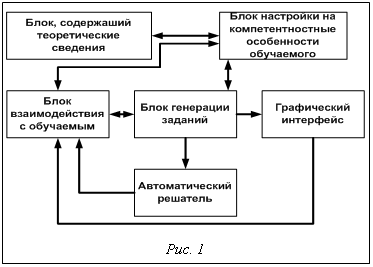 Блок, содержаший
теоретические
сведения
Блок настройки на
компетентностные
особенности
обучаемого
Блок
взаимодействия
с обучаемым
Блок генерации
заданий
Графический
интерфейс
Автоматический
решатель
Рис. 1